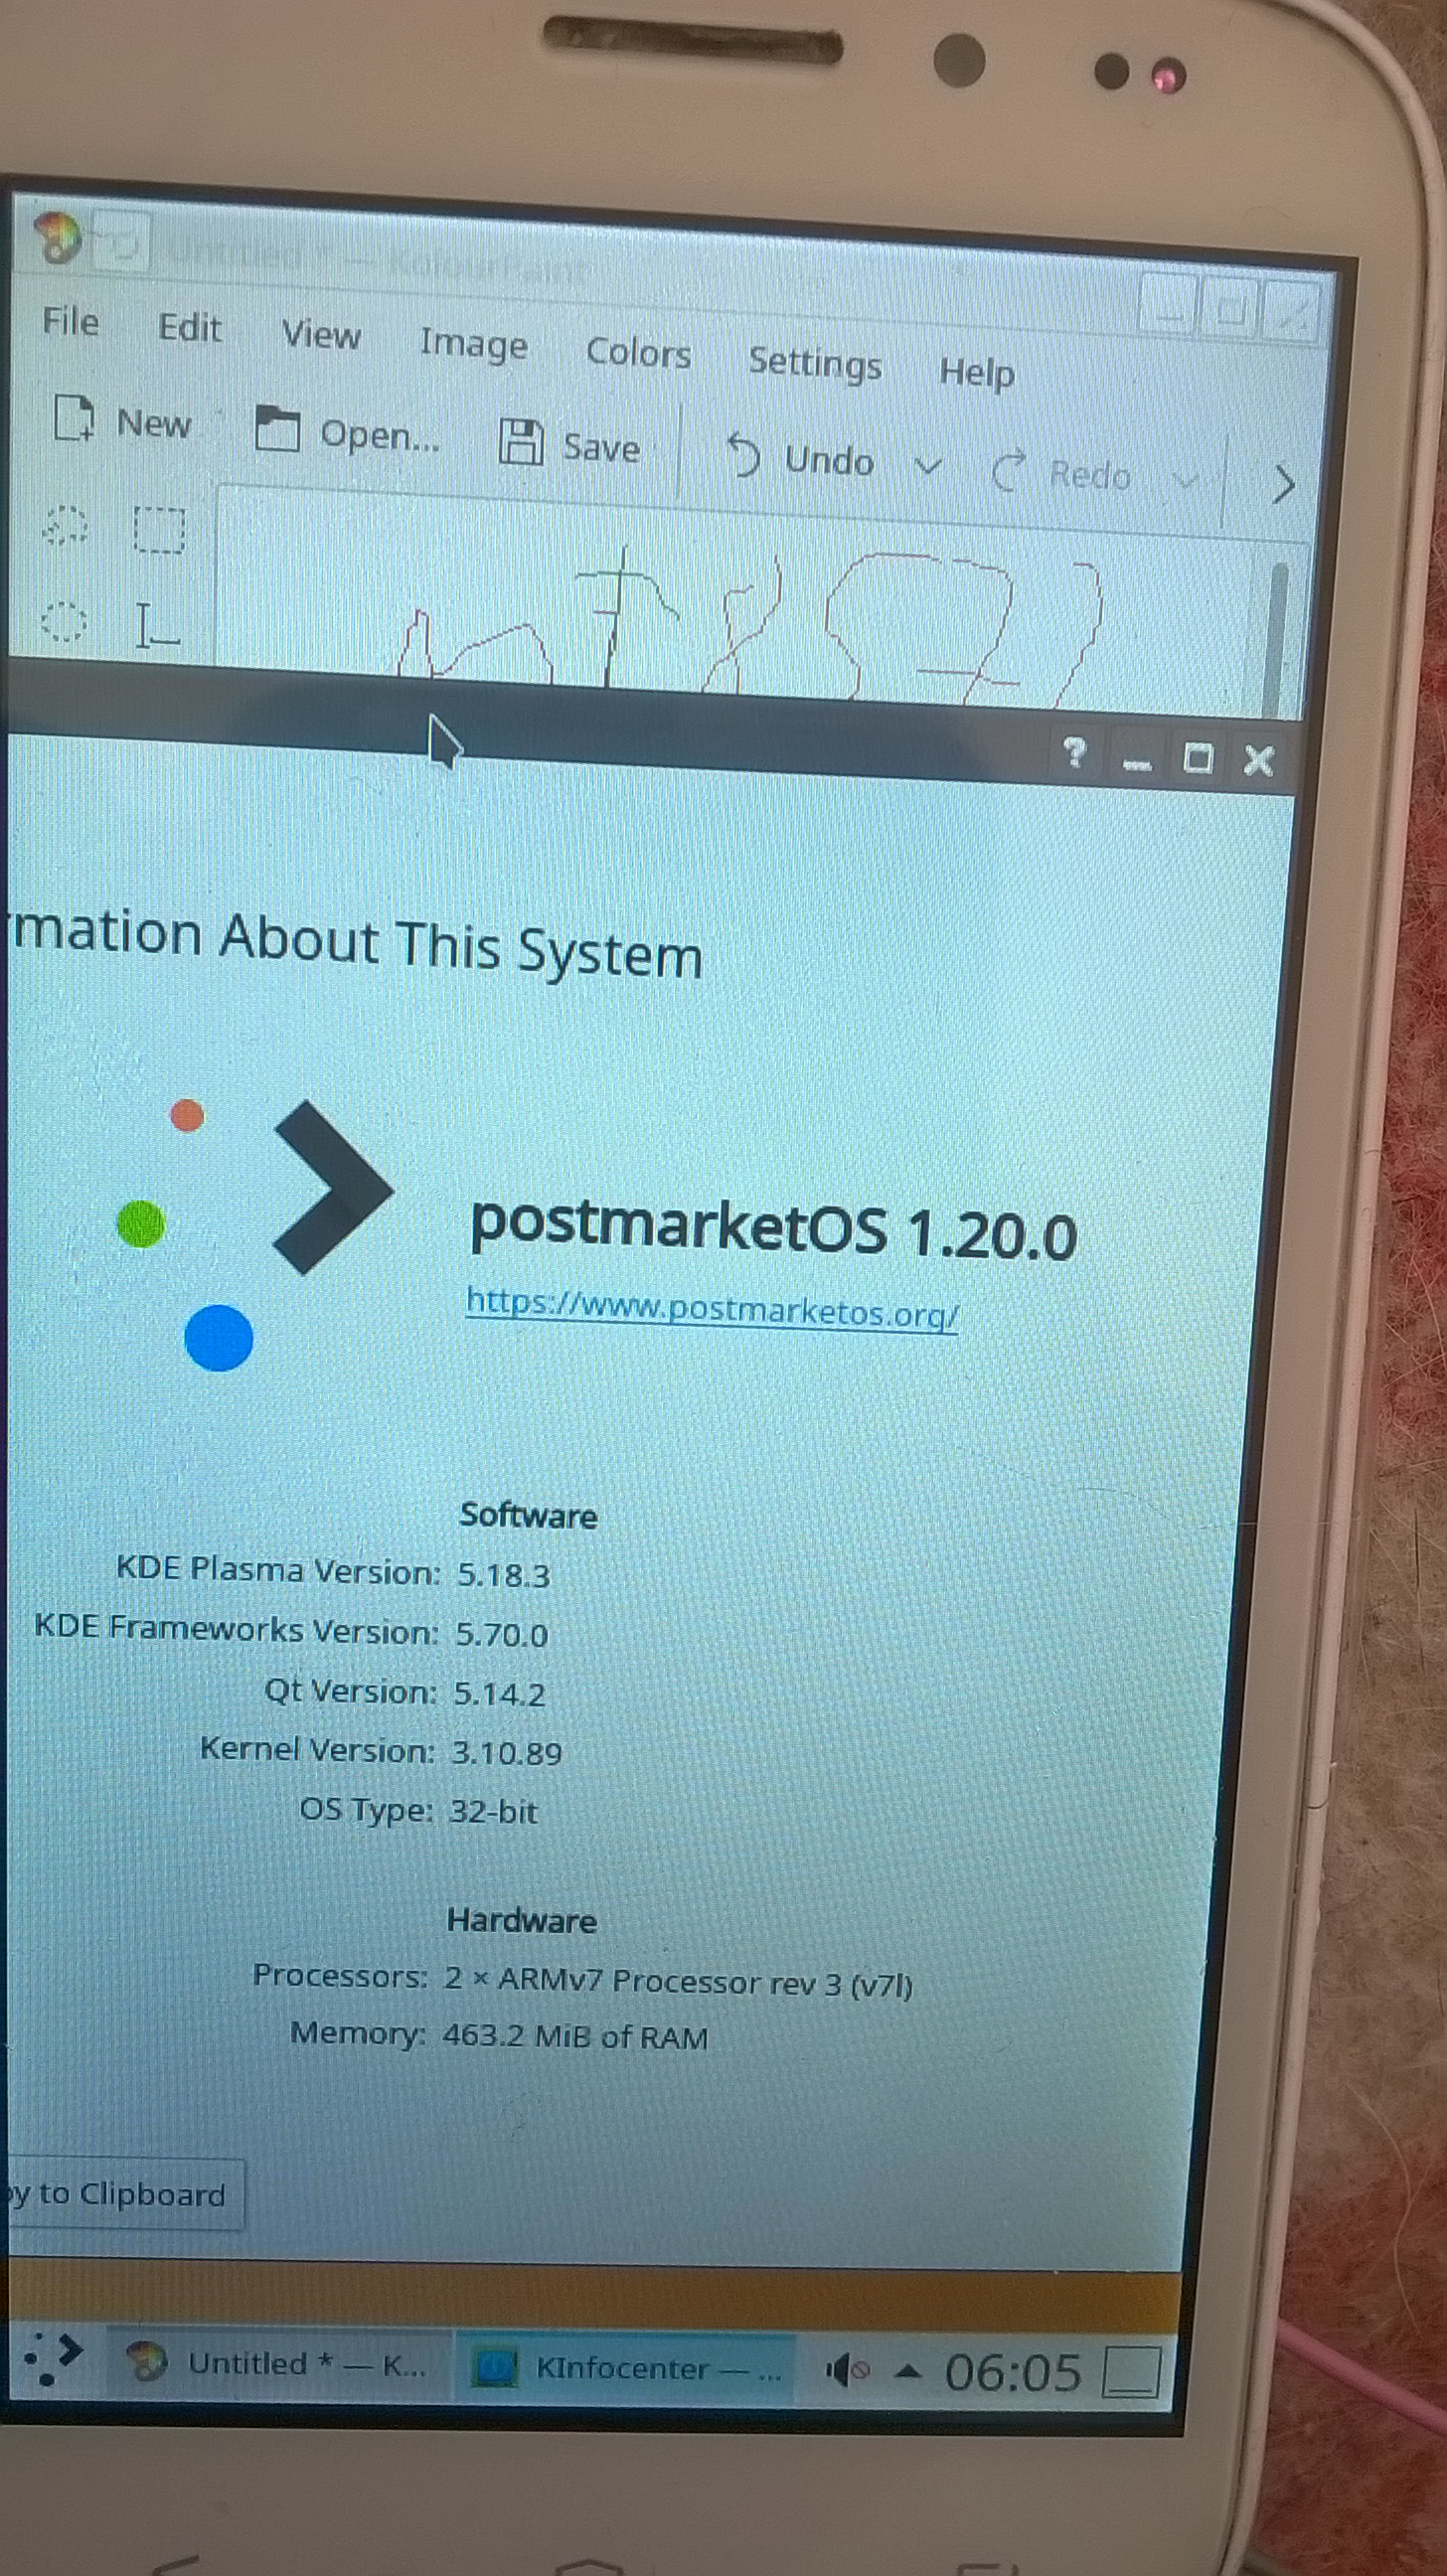 Untitled * — KolourPaint
File Edit View Image Colors Settings Help
New Open... Save Undo Redo
rmation About This System
postmarketOS 1.20.0
https://www.postmarketos.org/
Software
KDE Plasma Version: 5.18.3
KDE Frameworks Version: 5.70.0
Qt Version: 5.14.2
Kernel Version: 3.10.89
OS Type: 32-bit
Hardware
Processors: 2 × ARMv7 Processor rev 3 (v7l)
Memory: 463.2 MiB of RAM
py to Clipboard
Untitled * — K... KInfocenter — ... 06:05